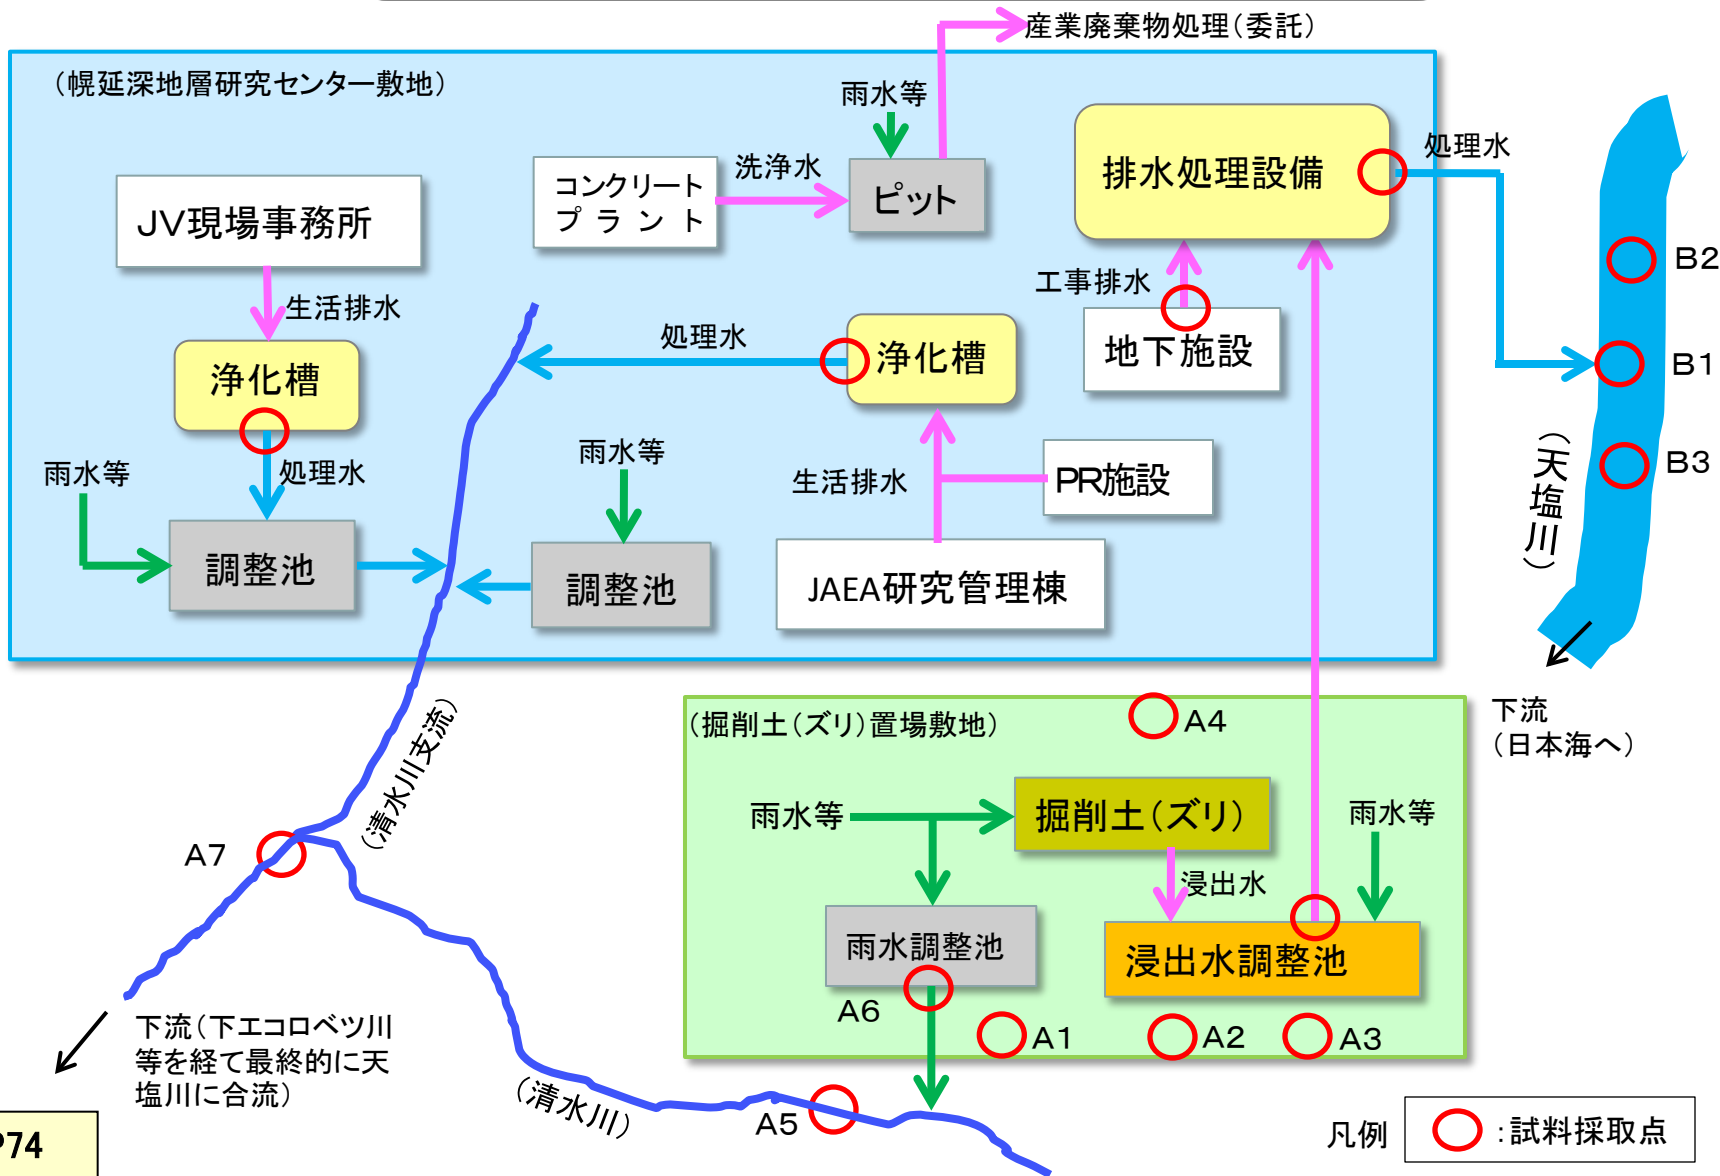 産業廃棄物処理(委託)
(幌延深地層研究センター敷地)
雨水等
処理水
JV現場事務所
コンクリート
プラント
洗浄水
ピット
排水処理設備
B2
生活排水
工事排水
処理水
浄化槽
浄化槽
地下施設
B1
雨水等
処理水
雨水等
生活排水
PR施設
(天塩川)
B3
調整池
調整池
JAEA研究管理棟
(清水川支流)
(掘削土(ズリ)置場敷地)
A4
下流
(日本海へ)
雨水等
掘削土(ズリ)
雨水等
A7
浸出水
雨水調整池
浸出水調整池
A6
A1
A2
A3
下流(下エコロベツ川
等を経て最終的に天
塩川に合流)
(清水川)
A5
凡例
:試料採取点
P74